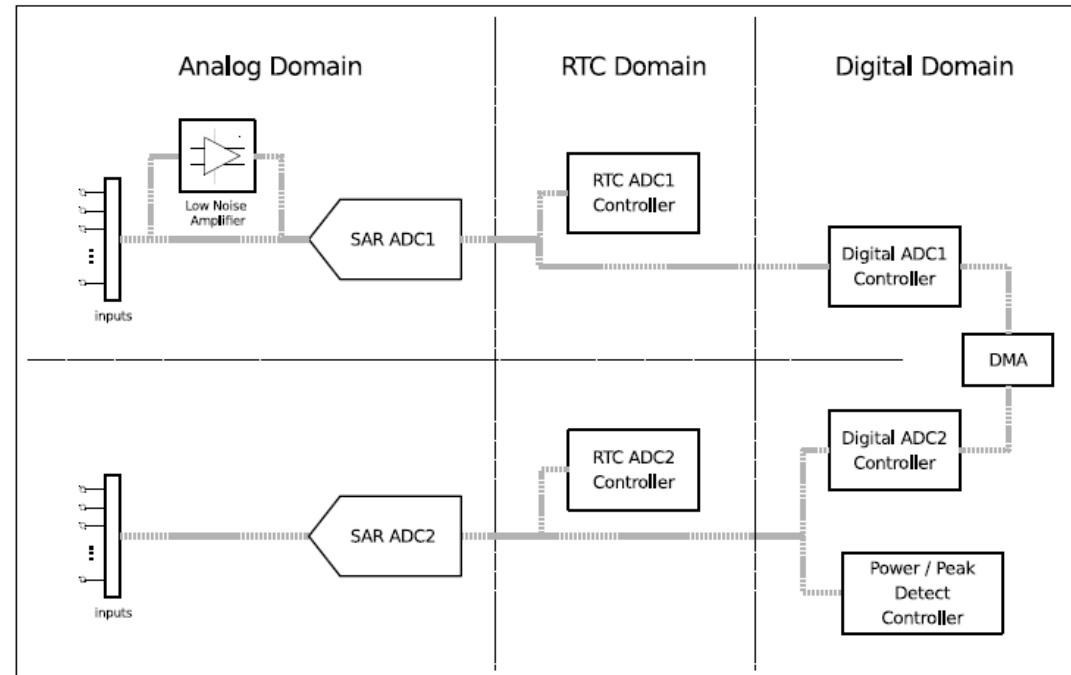 Analog Domain
RTC Domain
Digital Domain
Low Noise
Amplifier
inputs
SAR ADC1
RTC ADC1
Controller
Digital ADC1
Controller
DMA
inputs
SAR ADC2
RTC ADC2
Controller
Digital ADC2
Controller
Power / Peak
Detect
Controller